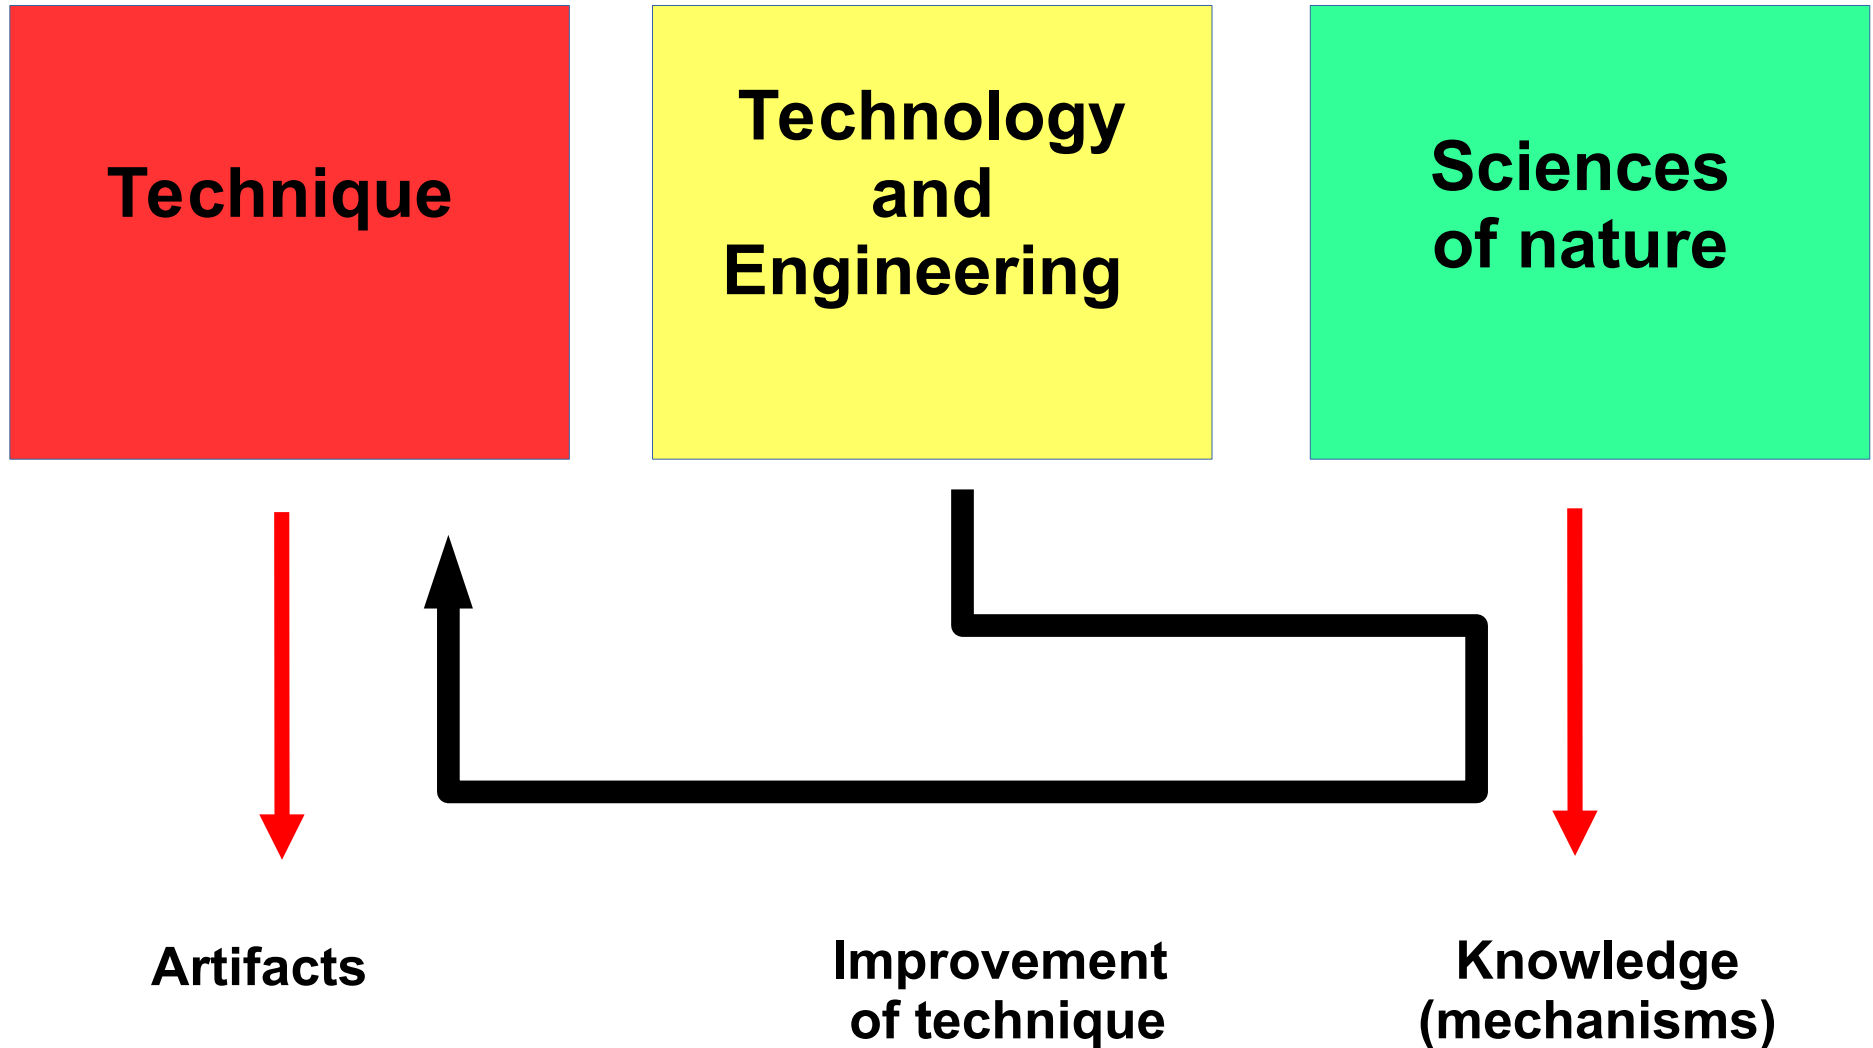 Technique
Technology
and
Engineering
Sciences
of nature
Artifacts
Improvement
of technique
Knowledge
(mechanisms)